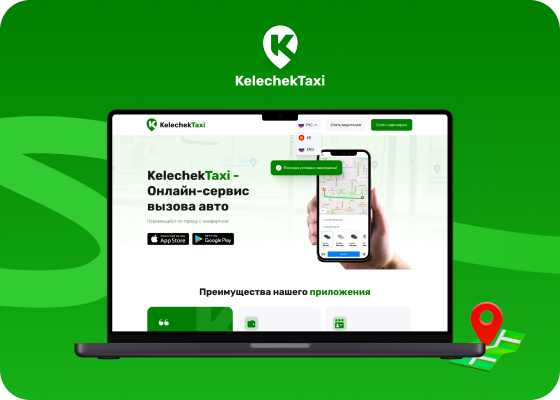 KelechekTaxi
KelechekTaxi
РУС
КЯ
ENG
Стать водителем
Стать партнером
Поездка успешно завершена!
KelechekTaxi -
Онлайн-сервис
вызова авто
Перемещайся по городу с комфортом
App Store
Google Play
Преимущества нашего приложения